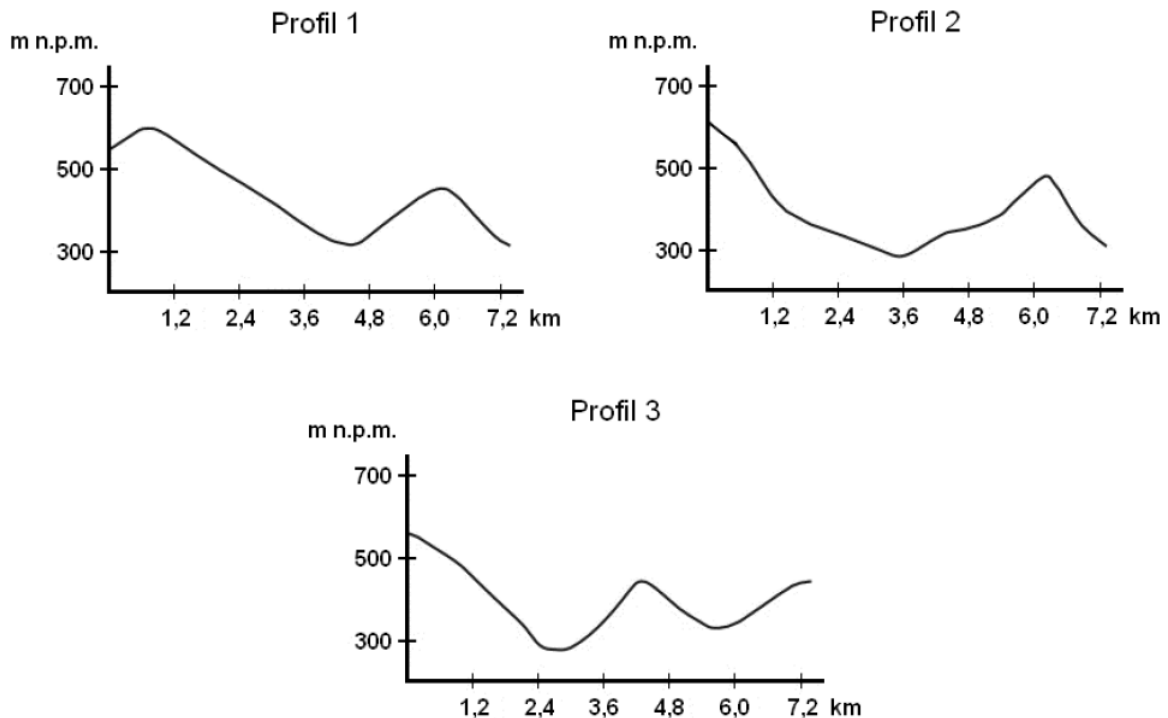 Profil 1
m n.p.m.
700
500
300
1,2 2,4 3,6 4,8 6,0 7,2 km
Profil 2
m n.p.m.
700
500
300
1,2 2,4 3,6 4,8 6,0 7,2 km
Profil 3
m n.p.m.
700
500
300
1,2 2,4 3,6 4,8 6,0 7,2 km